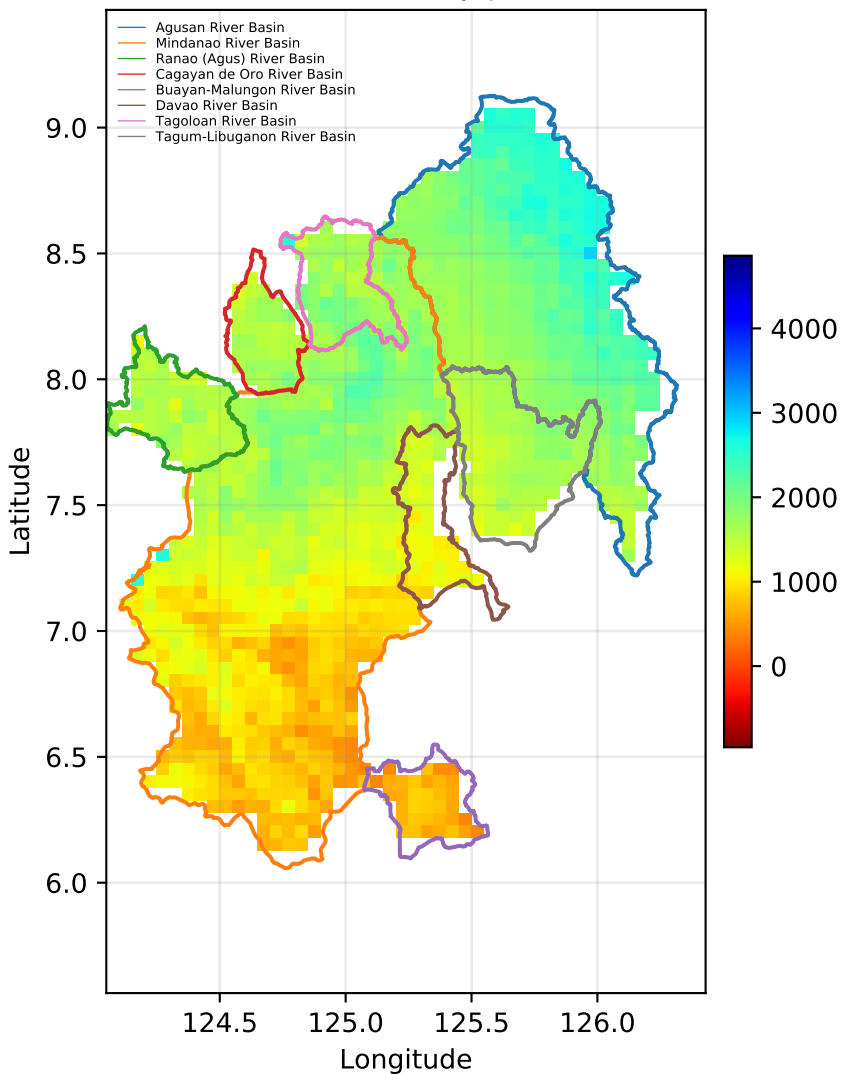 Agusan River Basin
Mindanao River Basin
Ranao (Agus) River Basin
Cagayan de Oro River Basin
Buayan-Malungon River Basin
Davao River Basin
Tagoloan River Basin
Tagum-Libuganon River Basin
9.0
8.5
8.0
7.5
7.0
6.5
6.0
Latitude
124.5 125.0 125.5 126.0
Longitude
4000
3000
2000
1000
0